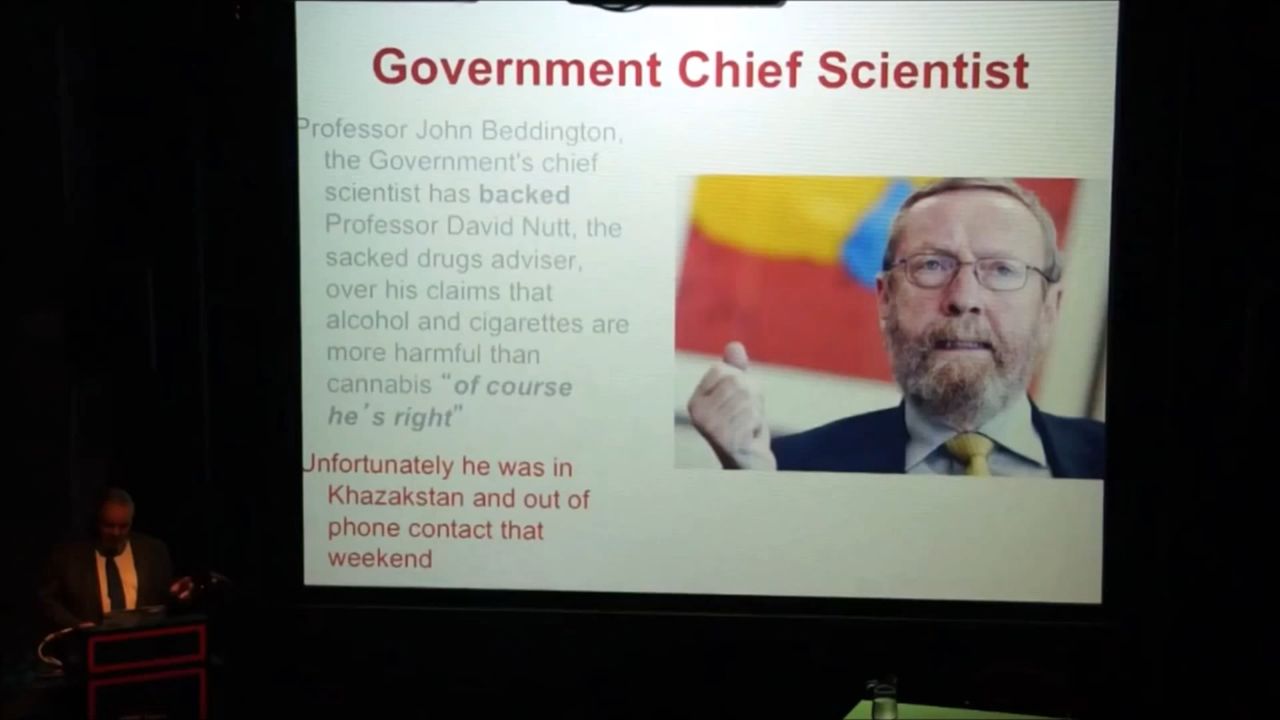 Government Chief Scientist
Professor John Beddington,
the Government's chief
scientist has backed
Professor David Nutt, the
sacked drugs adviser,
over his claims that
alcohol and cigarettes are
more harmful than
cannabis “of course
he’s right”
Unfortunately he was in
Khazakstan and out of
phone contact that
weekend